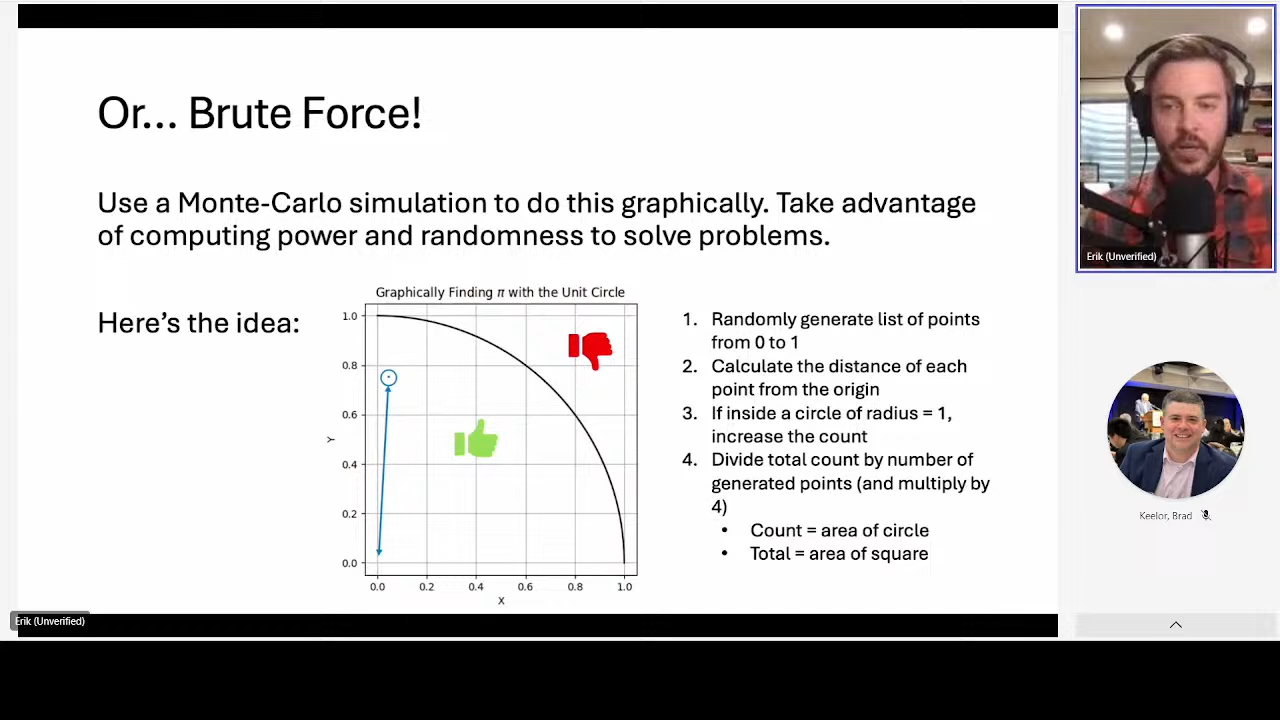 Or... Brute Force!
Use a Monte-Carlo simulation to do this graphically. Take advantage
of computing power and randomness to solve problems.
Here's the idea:
Graphically Finding π with the Unit Circle
1.0
0.8
0.6
0.4
0.2
0.0
Y
0.0 0.2 0.4 0.6 0.8 1.0
X
1. Randomly generate list of points
from 0 to 1
2. Calculate the distance of each
point from the origin
3. If inside a circle of radius = 1,
increase the count
4. Divide total count by number of
generated points (and multiply by
4)
• Count = area of circle
• Total = area of square
Erik (Unverified)
Erik (Unverified)
Keelor, Brad